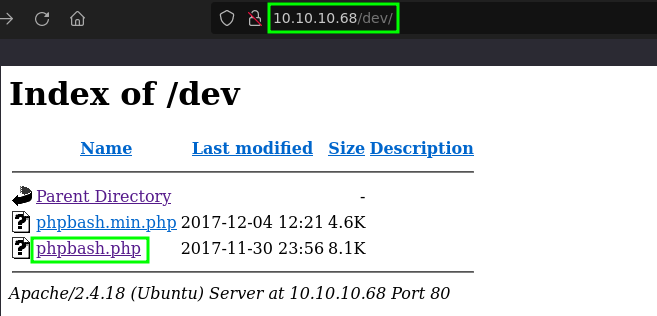 10.10.10.68/dev/
Index of /dev
Name Last modified Size Description
Parent Directory -
phpbash.min.php 2017-12-04 12:21 4.6K
phpbash.php 2017-11-30 23:56 8.1K
Apache/2.4.18 (Ubuntu) Server at 10.10.10.68 Port 80